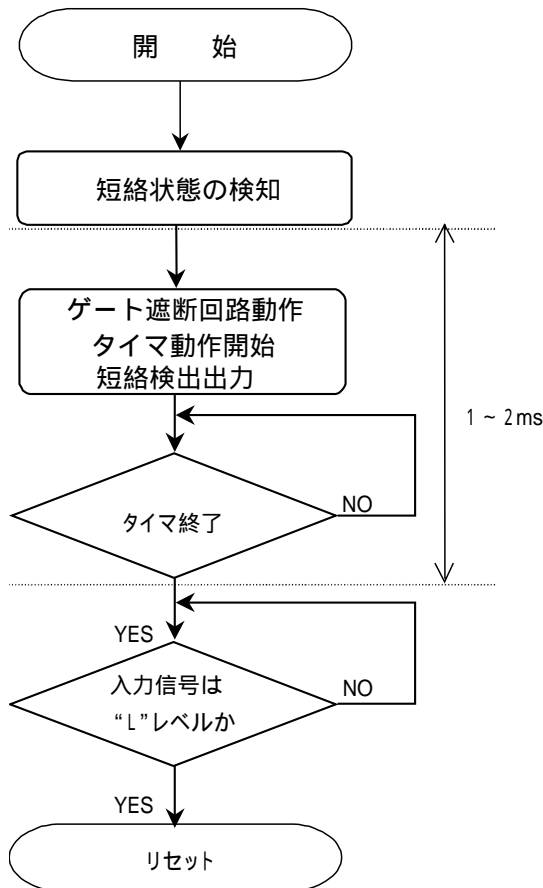 開　始
短絡状態の検知
ゲート遮断回路動作
タイマ動作開始
短絡検出出力
1 ~ 2ms
タイマ終了
NO
YES
入力信号は
“L”レベルか
NO
YES
リセット